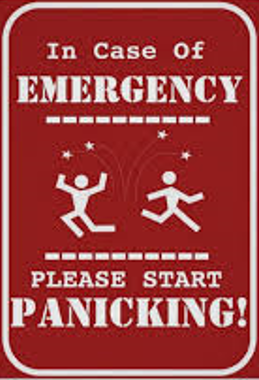 In Case Of
EMERGENCY
PLEASE START
PANICKING!